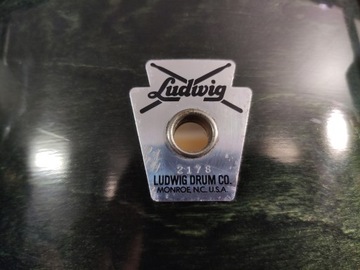 Ludwig
2178
LUDWIG DRUM CO.
MONROE, N.C. U.S.A.